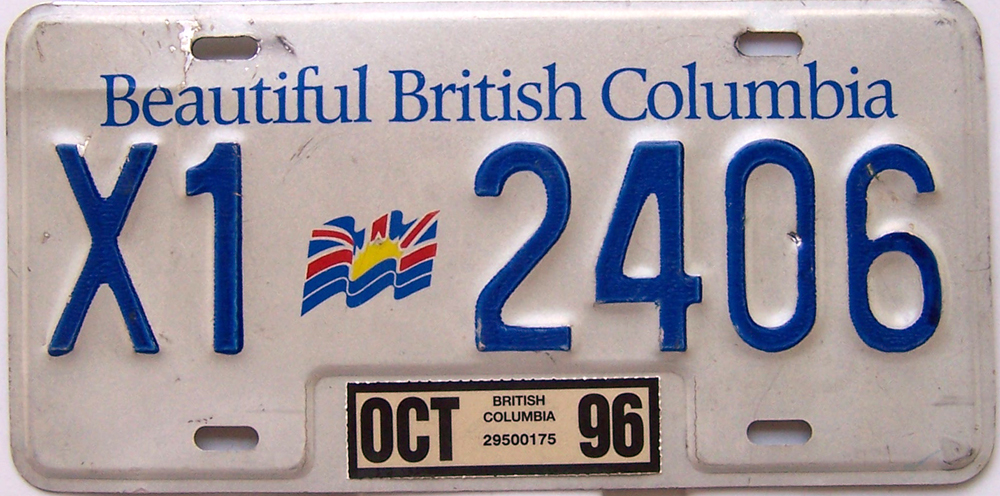 Beautiful British Columbia
X1 2406
OCT BRITISH COLUMBIA 29500175 96